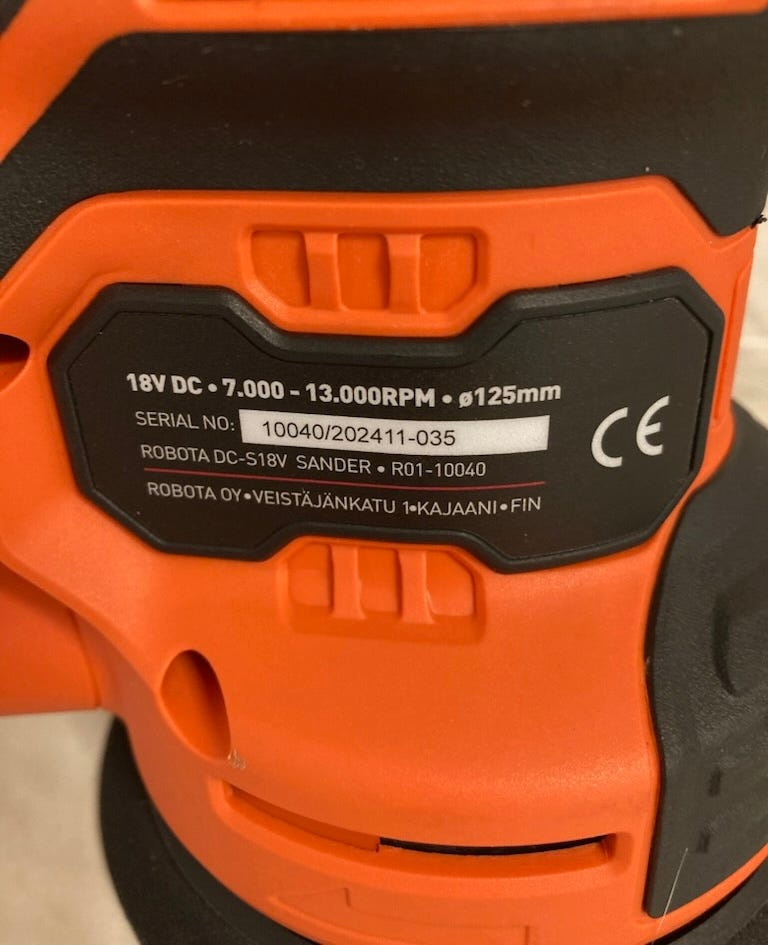 18V DC • 7.000 - 13.000RPM • ø125mm
SERIAL NO: 10040/202411-035
ROBOTA DC-S18V SANDER • R01-10040
ROBOTA OY•VEISTÄJÄNKATU 1•KAJAANI•FIN
CE